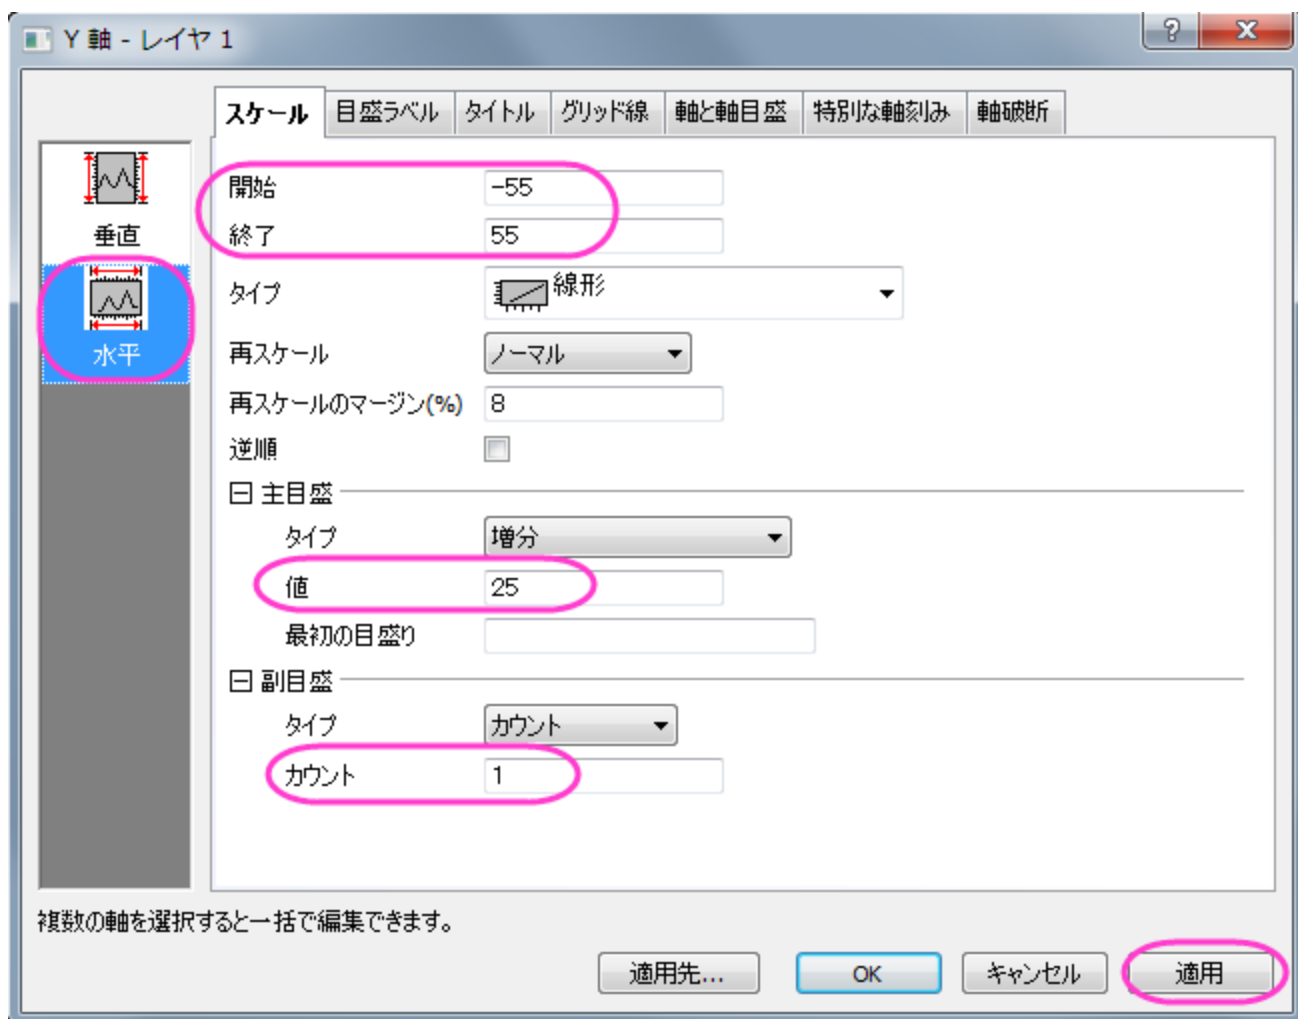 Y 軸 - レイヤ 1
スケール 目盛ラベル タイトル グリッド線 軸と軸目盛 特別な軸刻み 軸破断
垂直
水平
開始 -55
終了 55
タイプ 線形
再スケール ノーマル
再スケールのマージン(%) 8
逆順
主目盛
タイプ 増分
値 25
最初の目盛り
副目盛
タイプ カウント
カウント 1
複数の軸を選択すると一括で編集できます。
適用先... OK キャンセル 適用